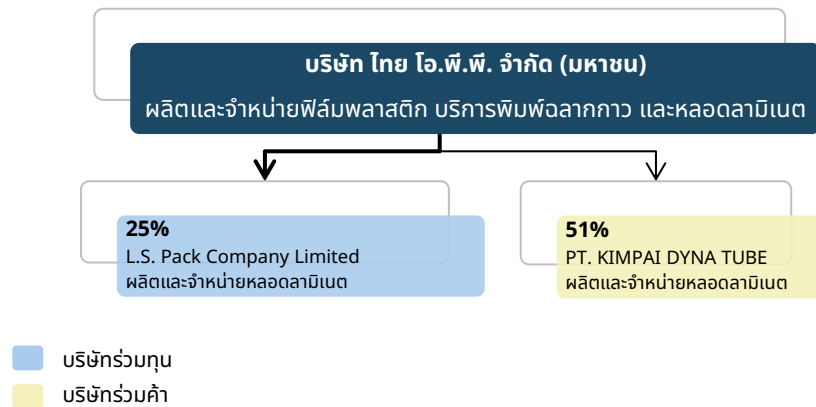 บริษัท ไทย โอ.พี.พี. จำกัด (มหาชน)
ผลิตและจำหน่ายฟิล์มพลาสติก บริการพิมพ์ฉลากกาว และหลอดลามิเนต
25%
L.S. Pack Company Limited
ผลิตและจำหน่ายหลอดลามิเนต
51%
PT. KIMPAI DYNA TUBE
ผลิตและจำหน่ายหลอดลามิเนต
บริษัทร่วมทุน
บริษัทร่วมค้า